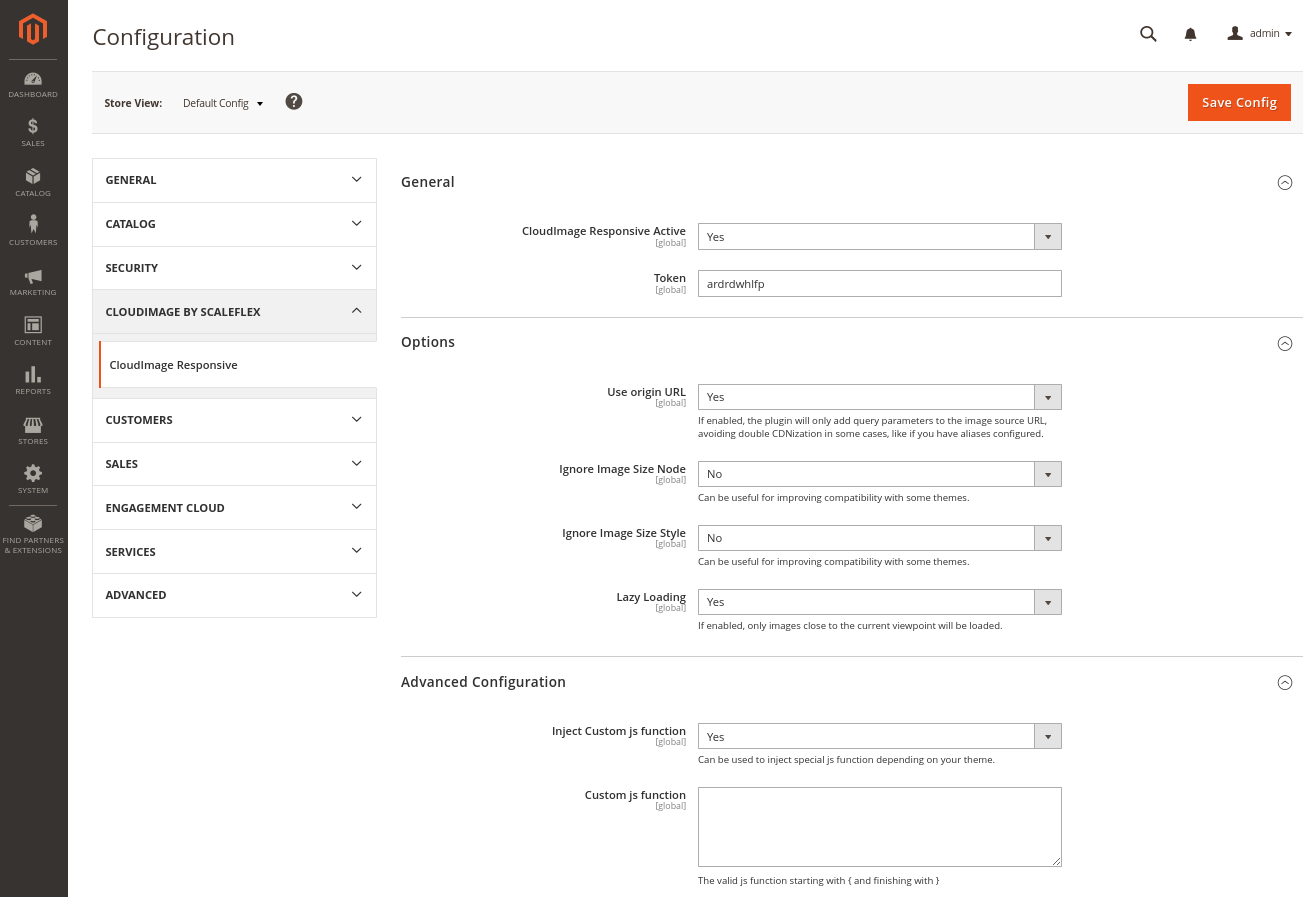 Configuration
admin
Store View:
Default Config
?
Save Config
DASHBOARD
$
SALES
CATALOG
CUSTOMERS
MARKETING
CONTENT
REPORTS
STORES
SYSTEM
FIND PARTNERS
& EXTENSIONS
GENERAL
CATALOG
SECURITY
CLOUDIMAGE BY SCALEFLEX
CloudImage Responsive
CUSTOMERS
SALES
ENGAGEMENT CLOUD
SERVICES
ADVANCED
General
CloudImage Responsive Active
[global]
Yes
Token
[global]
ardrdwhlfp
Options
Use origin URL
[global]
Yes
If enabled, the plugin will only add query parameters to the image source URL,
avoiding double CDNization in some cases, like if you have aliases configured.
Ignore Image Size Node
[global]
No
Can be useful for improving compatibility with some themes.
Ignore Image Size Style
[global]
No
Can be useful for improving compatibility with some themes.
Lazy Loading
[global]
Yes
If enabled, only images close to the current viewpoint will be loaded.
Advanced Configuration
Inject Custom js function
[global]
Yes
Can be used to inject special js function depending on your theme.
Custom js function
[global]
The valid js function starting with { and finishing with }